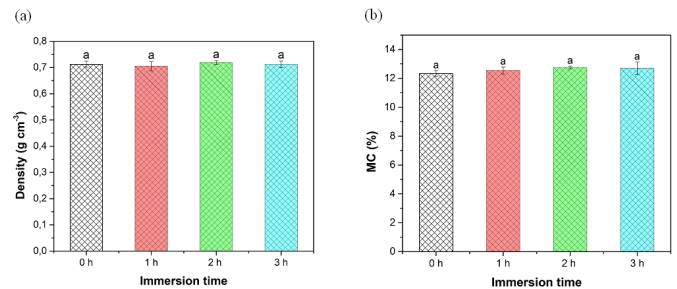 (a)
Density (g cm⁻³)
0,8
0,7
0,6
0,5
0,4
0,3
0,2
0,1
0,0
a a a a
0 h 1 h 2 h 3 h
Immersion time
(b)
MC (%)
14
12
10
8
6
4
2
0
a a a a
0 h 1 h 2 h 3 h
Immersion time